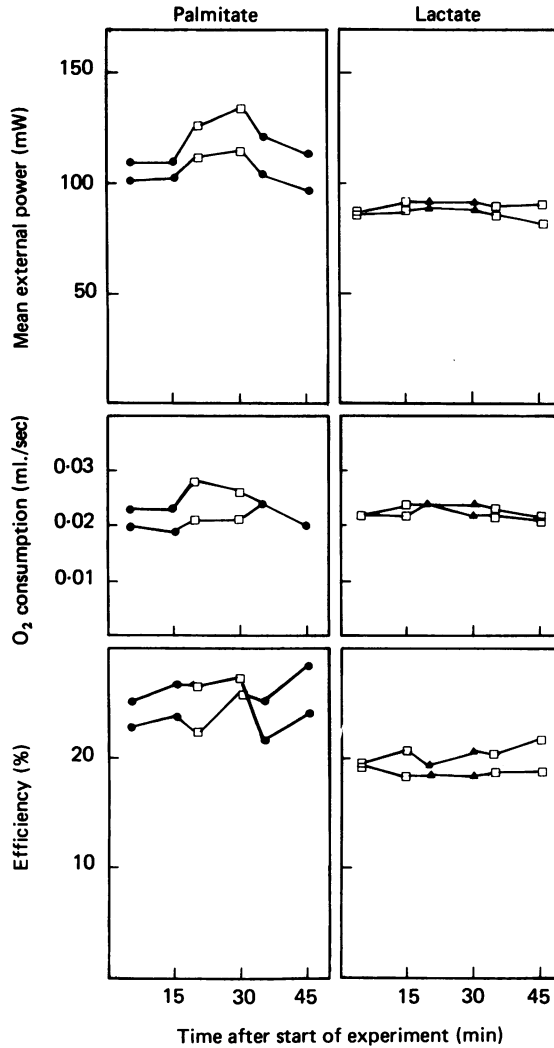 Palmitate
Lactate
150
100
50
Mean external power (mW)
0·03
0·02
0·01
O₂ consumption (ml./sec)
20
10
Efficiency (%)
15 30 45
15 30 45
Time after start of experiment (min)